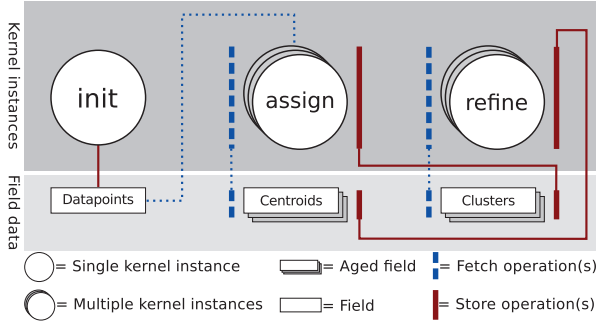 Kernel instances
init
assign
refine
Field data
Datapoints
Centroids
Clusters
= Single kernel instance
= Aged field
= Fetch operation(s)
= Multiple kernel instances
= Field
= Store operation(s)